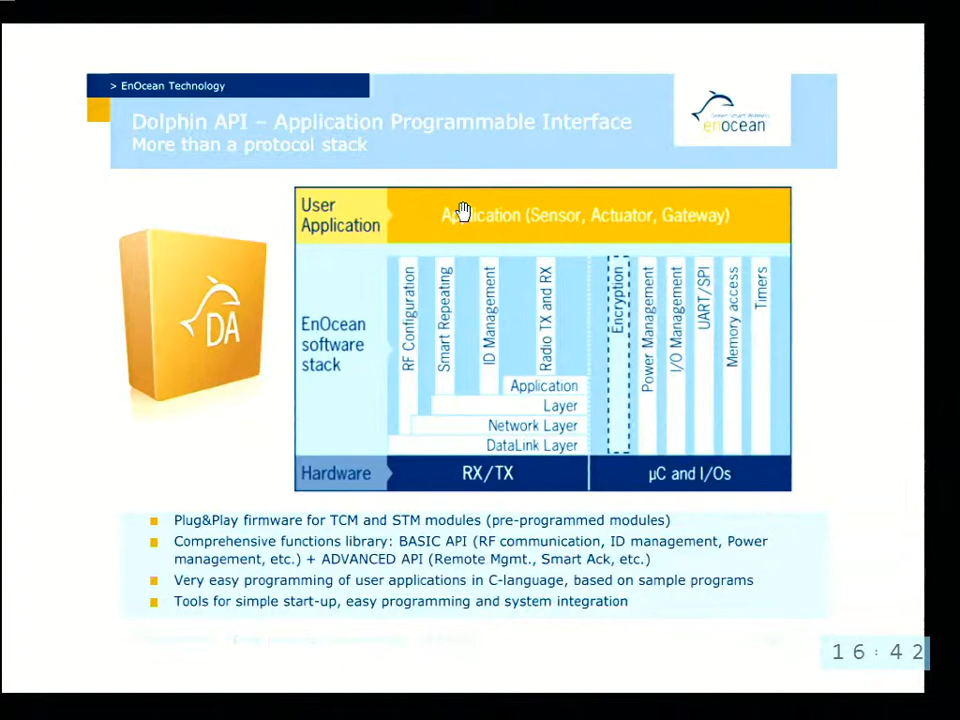 > EnOcean Technology
Dolphin API – Application Programmable Interface
More than a protocol stack
enocean
DA
User
Application
Application (Sensor, Actuator, Gateway)
EnOcean
software
stack
RF Configuration
Smart Repeating
ID Management
Radio TX and RX
Application
Layer
Network Layer
DataLink Layer
Encryption
Power Management
I/O Management
UART/SPI
Memory access
Timers
Hardware
RX/TX
µC and I/Os
Plug&Play firmware for TCM and STM modules (pre-programmed modules)
Comprehensive functions library: BASIC API (RF communication, ID management, Power
management, etc.) + ADVANCED API (Remote Mgmt., Smart Ack, etc.)
Very easy programming of user applications in C-language, based on sample programs
Tools for simple start-up, easy programming and system integration
16:42